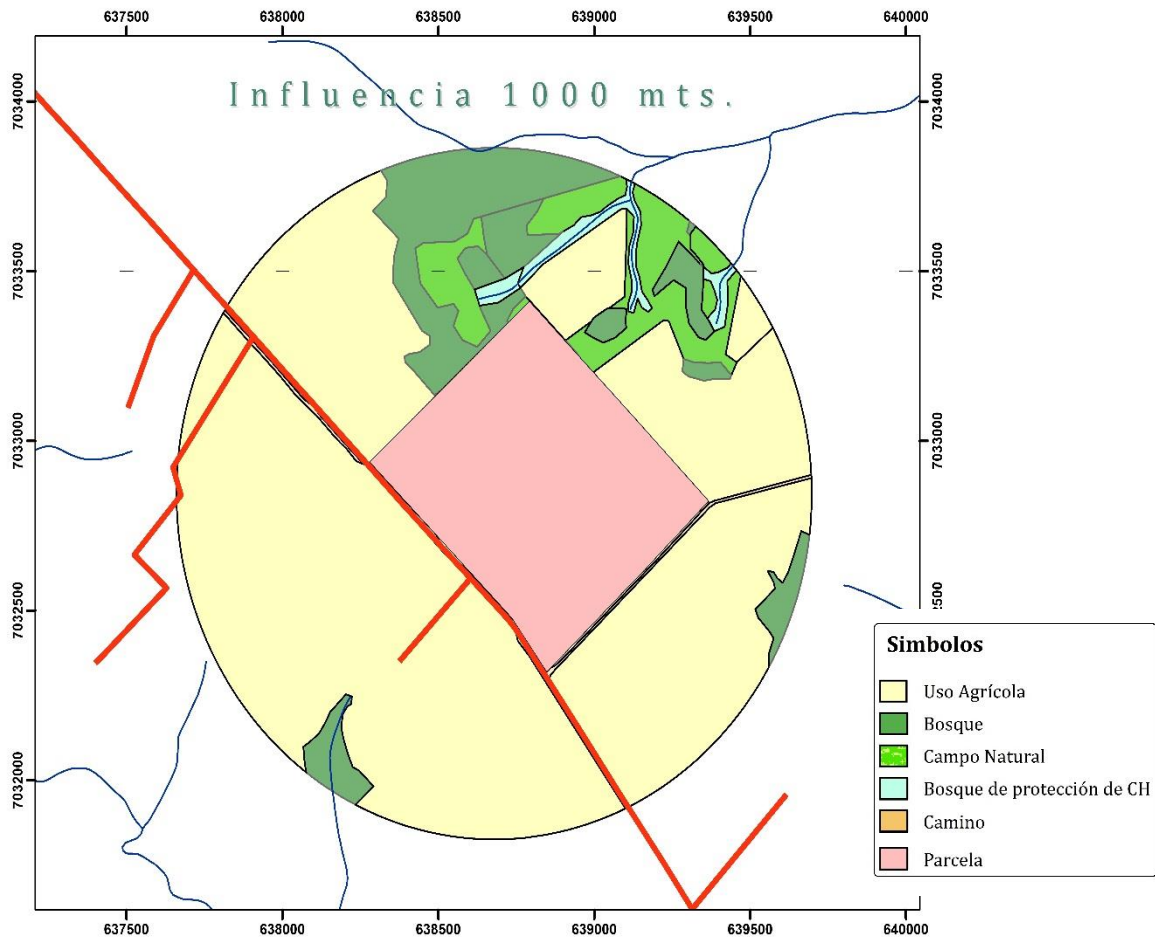 637500 638000 638500 639000 639500 640000
Influencia 1000 mts.
7034000 7034000
7033500 7033500
7033000 7033000
7032500 2500
7032000
Simbolos
Uso Agrícola
Bosque
Campo Natural
Bosque de protección de CH
Camino
Parcela
637500 638000 638500 639000 639500 640000